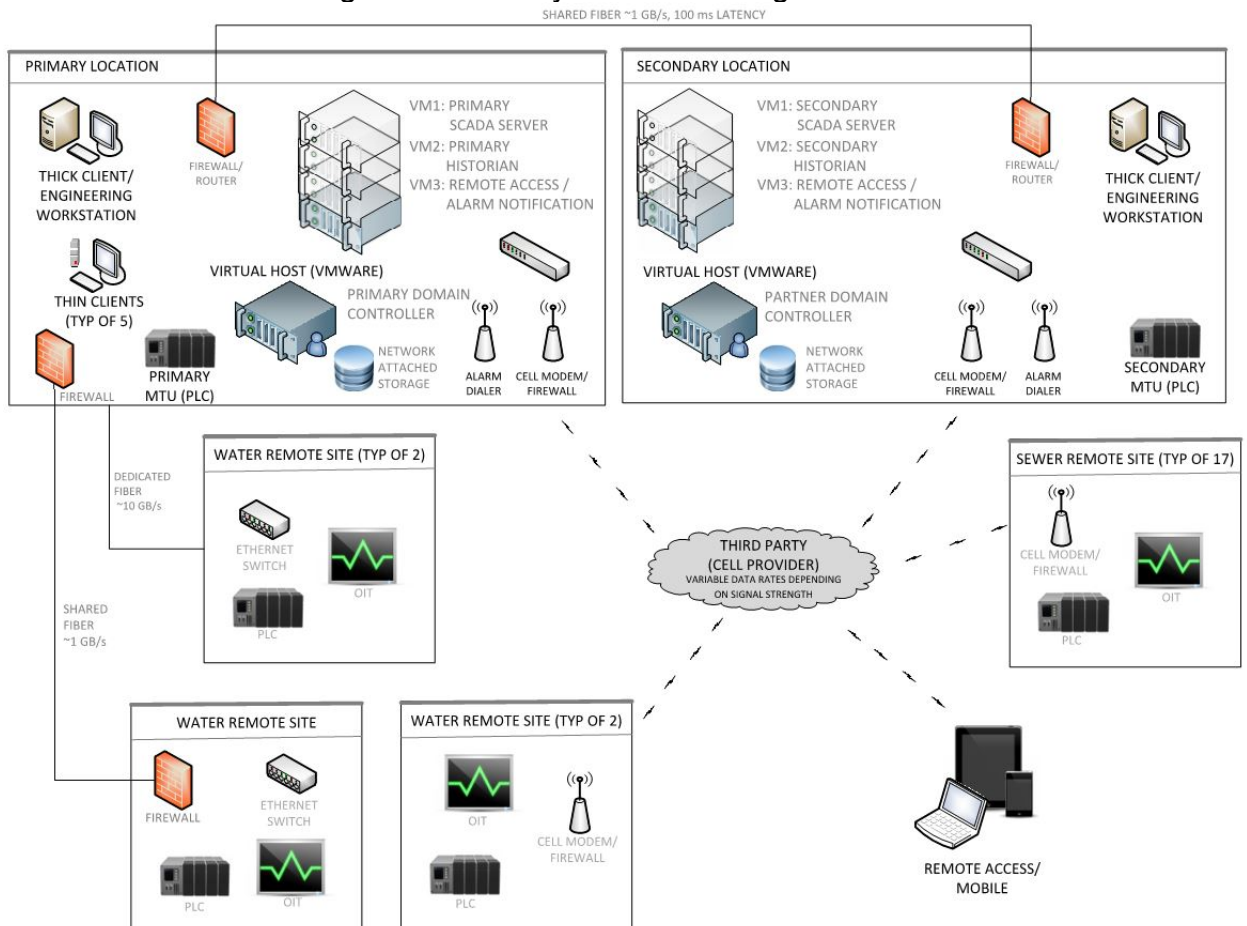 SHARED FIBER ~1 GB/s, 100 ms LATENCY
PRIMARY LOCATION
THICK CLIENT/
ENGINEERING
WORKSTATION
FIREWALL/
ROUTER
VM1: PRIMARY
SCADA SERVER
VM2: PRIMARY
HISTORIAN
VM3: REMOTE ACCESS /
ALARM NOTIFICATION
THIN CLIENTS
(TYP OF 5)
VIRTUAL HOST (VMWARE)
PRIMARY DOMAIN
CONTROLLER
NETWORK
ATTACHED
STORAGE
FIREWALL
PRIMARY
MTU (PLC)
ALARM
DIALER
CELL MODEM/
FIREWALL
SECONDARY LOCATION
VM1: SECONDARY
SCADA SERVER
VM2: SECONDARY
HISTORIAN
VM3: REMOTE ACCESS /
ALARM NOTIFICATION
FIREWALL/
ROUTER
THICK CLIENT/
ENGINEERING
WORKSTATION
VIRTUAL HOST (VMWARE)
PARTNER DOMAIN
CONTROLLER
NETWORK
ATTACHED
STORAGE
CELL MODEM/
FIREWALL
ALARM
DIALER
SECONDARY
MTU (PLC)
DEDICATED
FIBER
~10 GB/s
WATER REMOTE SITE (TYP OF 2)
ETHERNET
SWITCH
OIT
PLC
THIRD PARTY
(CELL PROVIDER)
VARIABLE DATA RATES DEPENDING
ON SIGNAL STRENGTH
SEWER REMOTE SITE (TYP OF 17)
CELL MODEM/
FIREWALL
OIT
PLC
SHARED
FIBER
~1 GB/s
WATER REMOTE SITE
FIREWALL
ETHERNET
SWITCH
PLC
OIT
WATER REMOTE SITE (TYP OF 2)
OIT
CELL MODEM/
FIREWALL
PLC
REMOTE ACCESS/
MOBILE